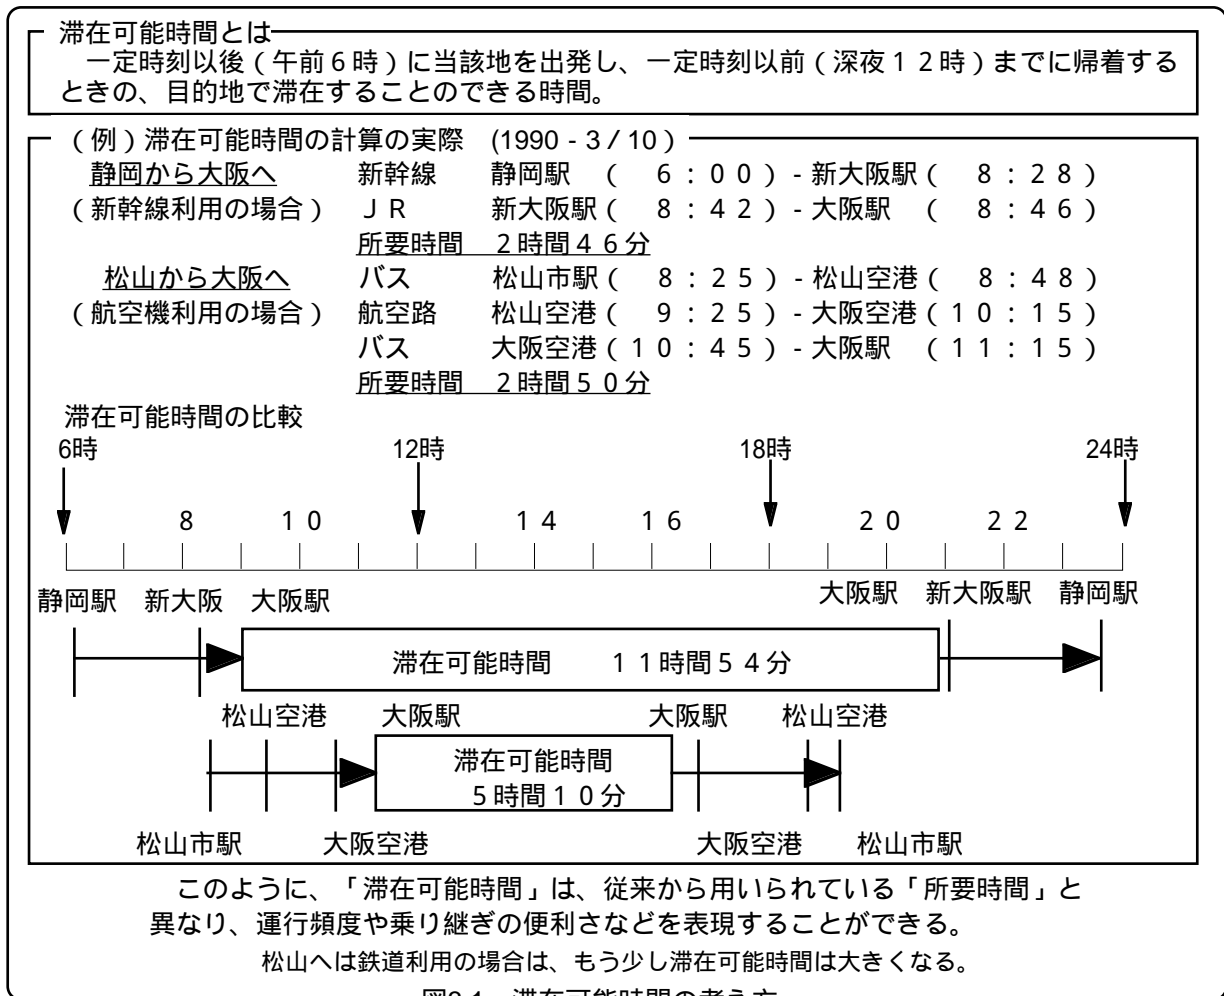 滞在可能時間とは
一定時刻以後（午前６時）に当該地を出発し、一定時刻以前（深夜１２時）までに帰着する
ときの、目的地で滞在することのできる時間。
（例）滞在可能時間の計算の実際 (1990 - 3 / 10 )
静岡から大阪へ 新幹線 静岡駅 （ ６：００）- 新大阪駅（ ８：２８）
（新幹線利用の場合） ＪＲ 新大阪駅（ ８：４２）- 大阪駅 （ ８：４６）
所要時間 ２時間４６分
松山から大阪へ バス 松山市駅（ ８：２５）- 松山空港（ ８：４８）
（航空機利用の場合） 航空路 松山空港（ ９：２５）- 大阪空港（１０：１５）
バス 大阪空港（１０：４５）- 大阪駅 （１１：１５）
所要時間 ２時間５０分
滞在可能時間の比較
6時 12時 18時 24時
８ １０ １４ １６ ２０ ２２
静岡駅 新大阪 大阪駅 大阪駅 新大阪駅 静岡駅
滞在可能時間 １１時間５４分
松山空港 大阪駅 大阪駅 松山空港
滞在可能時間
５時間１０分
松山市駅 大阪空港 大阪空港 松山市駅
このように、「滞在可能時間」は、従来から用いられている「所要時間」と
異なり、運行頻度や乗り継ぎの便利さなどを表現することができる。
松山へは鉄道利用の場合は、もう少し滞在可能時間は大きくなる。
図2-1 滞在可能時間の考え方